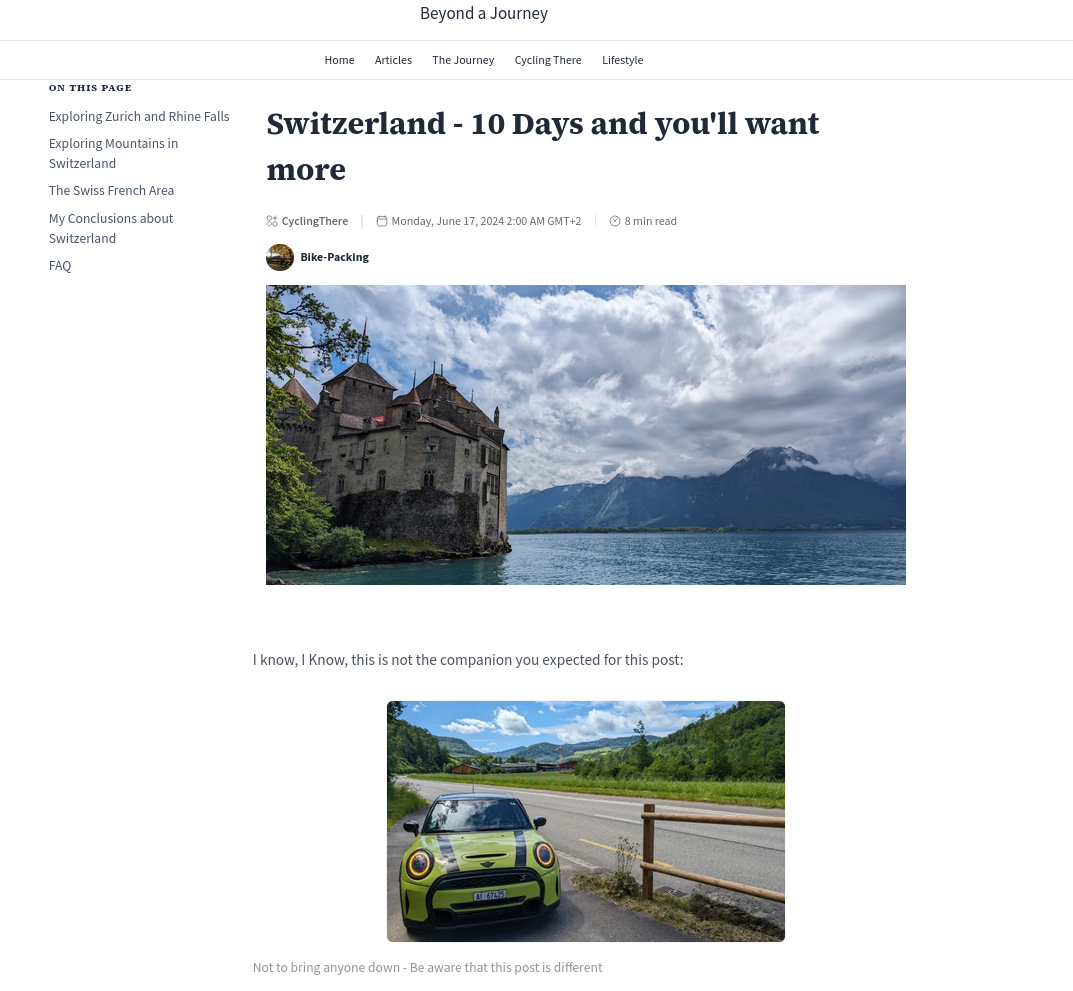 Beyond a Journey
Home Articles The Journey Cycling There Lifestyle
ON THIS PAGE
Exploring Zurich and Rhine Falls
Exploring Mountains in
Switzerland
The Swiss French Area
My Conclusions about
Switzerland
FAQ
Switzerland - 10 Days and you'll want
more
CyclingThere Monday, June 17, 2024 2:00 AM GMT+2 8 min read
Bike-Packing
I know, I Know, this is not the companion you expected for this post:
Not to bring anyone down - Be aware that this post is different